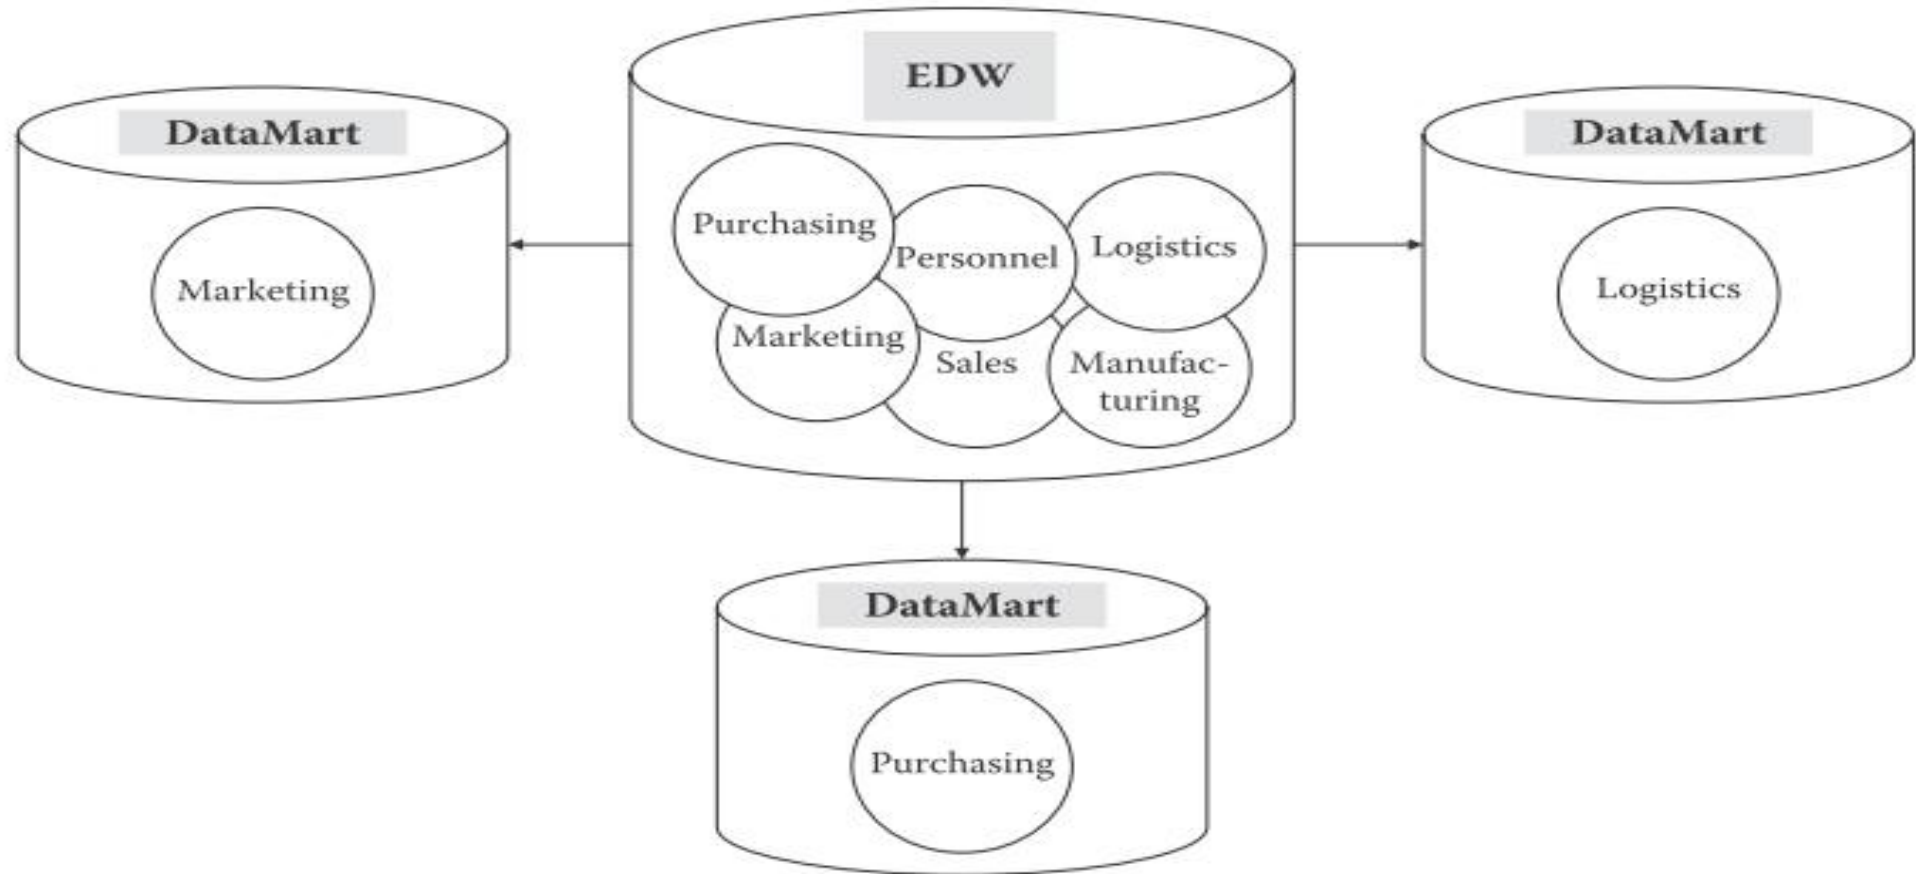 EDW
DataMart
DataMart
Purchasing
Personnel
Logistics
Marketing
Logistics
Marketing
Sales
Manufac-
turing
DataMart
Purchasing